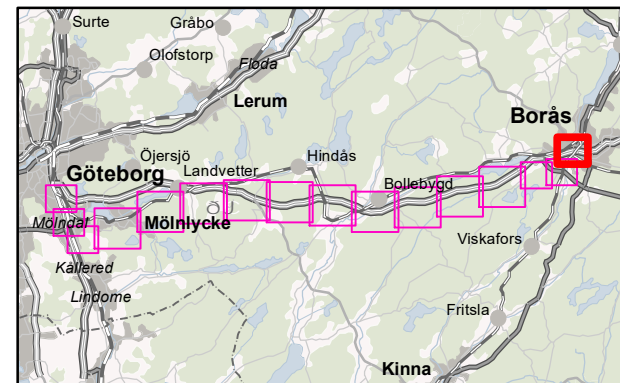 Surte
Gråbo
Olofstorp
Floda
Lerum
Borås
Öjersjö
Hindås
Göteborg
Landvetter
Bollebygd
Mölndal
Mölnlycke
Viskafors
Kållered
Lindome
Fritsla
Kinna